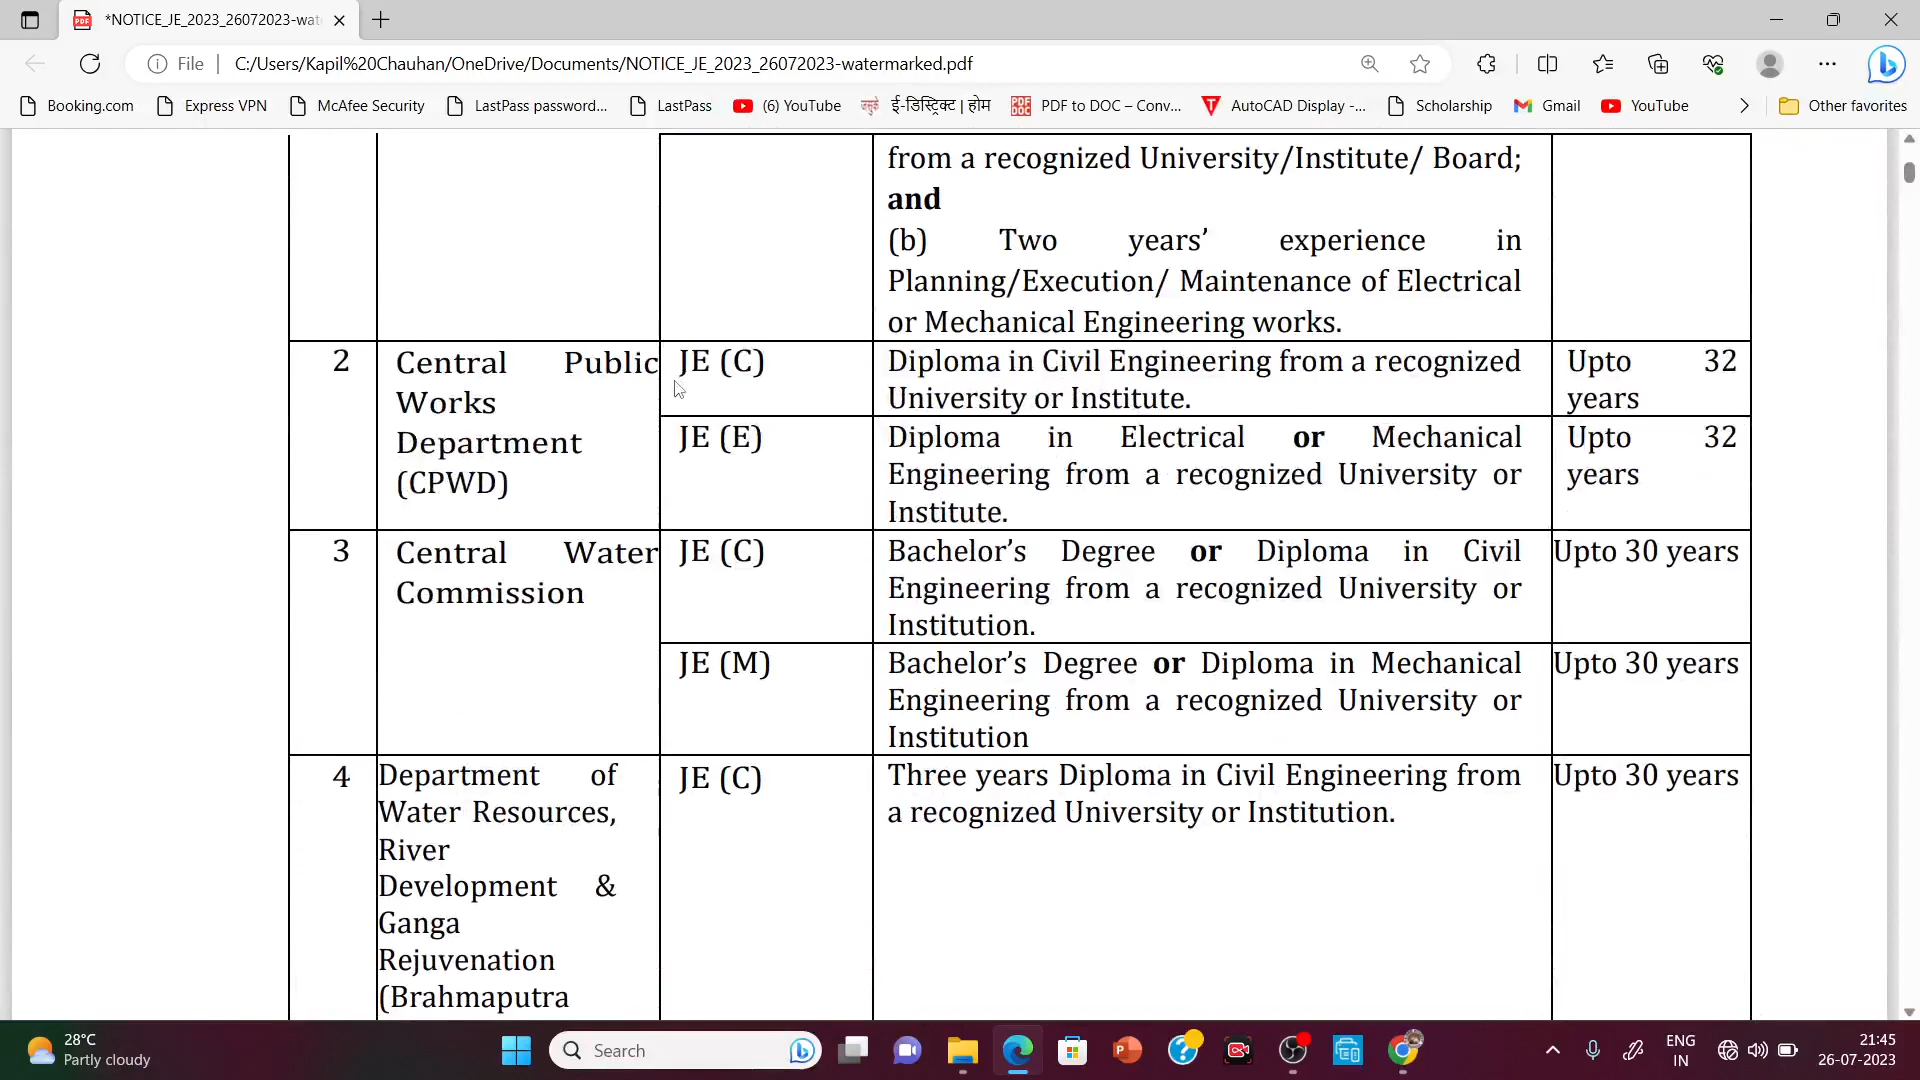 *NOTICE_JE_2023_26072023-wat
File
C:/Users/Kapil%20Chauhan/OneDrive/Documents/NOTICE_JE_2023_26072023-watermarked.pdf
Booking.com
Express VPN
McAfee Security
LastPass password...
LastPass
(6) YouTube
ई-डिस्ट्रिक्ट | होम
PDF to DOC – Conv...
AutoCAD Display -...
Scholarship
Gmail
YouTube
Other favorites
from a recognized University/Institute/ Board;
and
(b) Two years’ experience in
Planning/Execution/ Maintenance of Electrical
or Mechanical Engineering works.
2
Central Public
Works
Department
(CPWD)
JE (C)
Diploma in Civil Engineering from a recognized
University or Institute.
Upto 32
years
JE (E)
Diploma in Electrical or Mechanical
Engineering from a recognized University or
Institute.
Upto 32
years
3
Central Water
Commission
JE (C)
Bachelor’s Degree or Diploma in Civil
Engineering from a recognized University or
Institution.
Upto 30 years
JE (M)
Bachelor’s Degree or Diploma in Mechanical
Engineering from a recognized University or
Institution
Upto 30 years
4
Department of
Water Resources,
River
Development &
Ganga
Rejuvenation
(Brahmaputra
JE (C)
Three years Diploma in Civil Engineering from
a recognized University or Institution.
Upto 30 years
28°C
Partly cloudy
Search
ENG
IN
21:45
26-07-2023